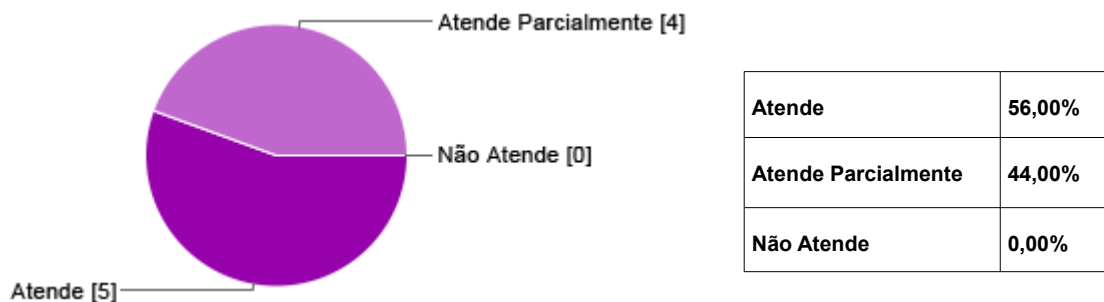 Atende Parcialmente [4]
Não Atende [0]
Atende [5]
Atende 56,00%
Atende Parcialmente 44,00%
Não Atende 0,00%